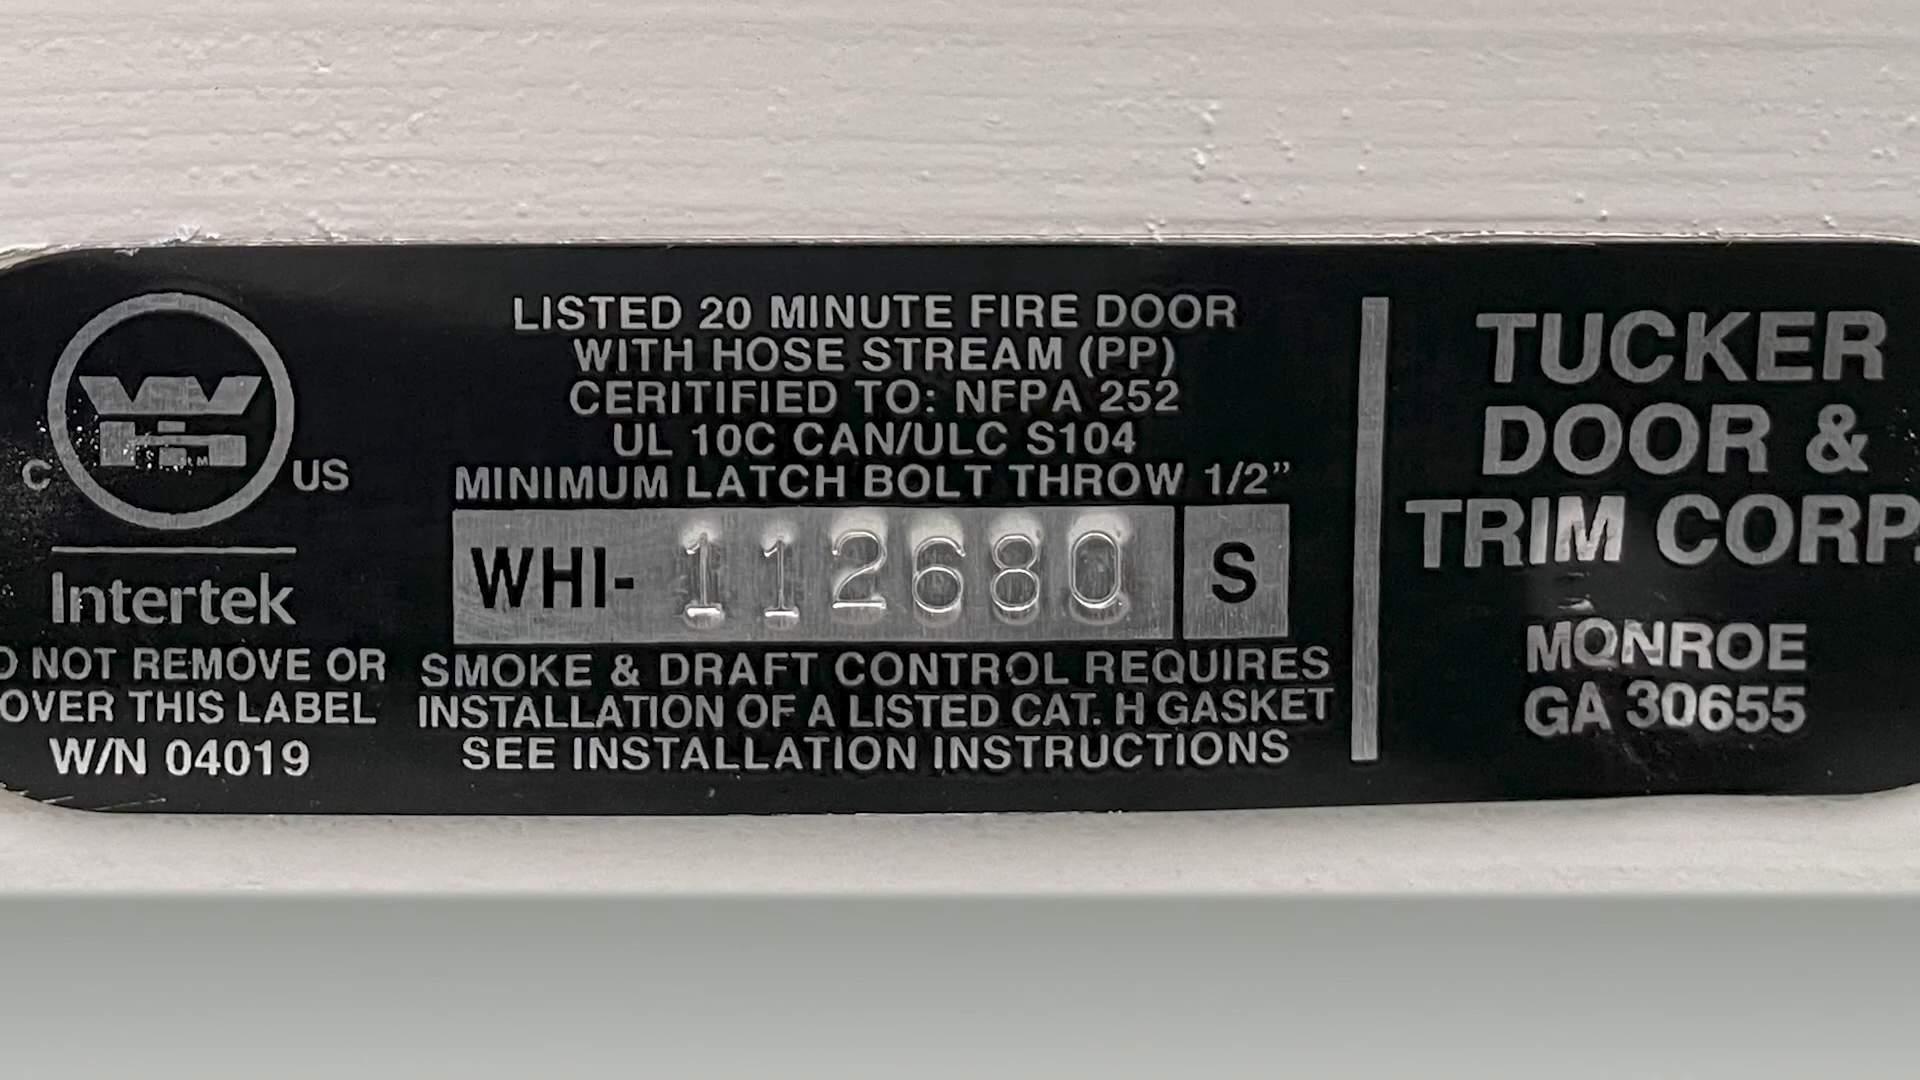 LISTED 20 MINUTE FIRE DOOR
WITH HOSE STREAM (PP)
CERITIFIED TO: NFPA 252
UL 10C CAN/ULC S104
MINIMUM LATCH BOLT THROW 1/2”
WHI- 112680 S
SMOKE & DRAFT CONTROL REQUIRES
INSTALLATION OF A LISTED CAT. H GASKET
SEE INSTALLATION INSTRUCTIONS
WH
C US
Intertek
NOT REMOVE OR
OVER THIS LABEL
W/N 04019
TUCKER
DOOR &
TRIM CORP.
MONROE
GA 30655